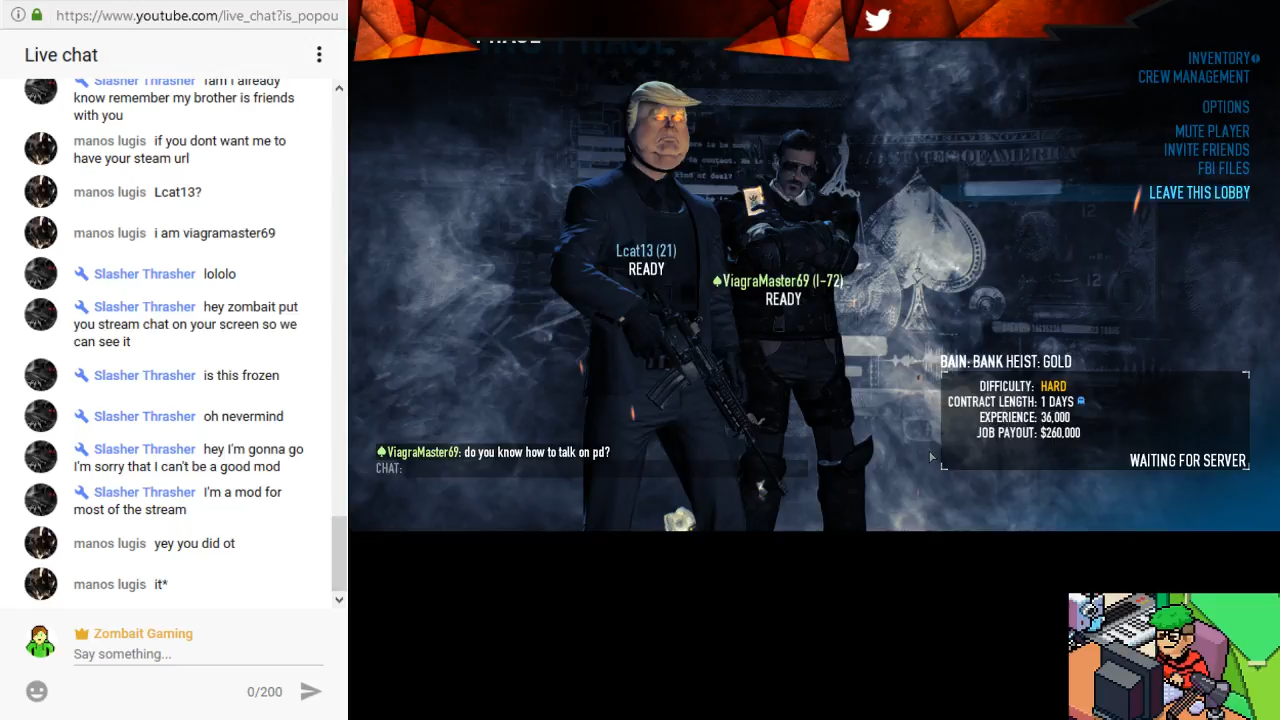 https://www.youtube.com/live_chat?is_popou
Live chat
Slasher Thrasher fam I already
know remember my brother is friends
with you
manos lugis if you dont want me to
have your steam url
manos lugis Lcat13?
manos lugis i am viagramaster69
Slasher Thrasher lololo
Slasher Thrasher hey zombait put
you stream chat on your screen so we
can see it
Slasher Thrasher is this frozen
Slasher Thrasher oh nevermind
Slasher Thrasher hey I'm gonna go
I'm sorry that I can't be a good mod
Slasher Thrasher I'm a mod for
most of the stream
manos lugis yey you did ot
manos lugis it*
Zombait Gaming
Say something...
0/200
INVENTORY
CREW MANAGEMENT
OPTIONS
MUTE PLAYER
INVITE FRIENDS
FBI FILES
LEAVE THIS LOBBY
Lcat13 (21)
READY
ViagraMaster69 (I-72)
READY
BAIN: BANK HEIST: GOLD
DIFFICULTY: HARD
CONTRACT LENGTH: 1 DAYS
EXPERIENCE: 36,000
JOB PAYOUT: $260,000
WAITING FOR SERVER
ViagraMaster69: do you know how to talk on pd?
CHAT: